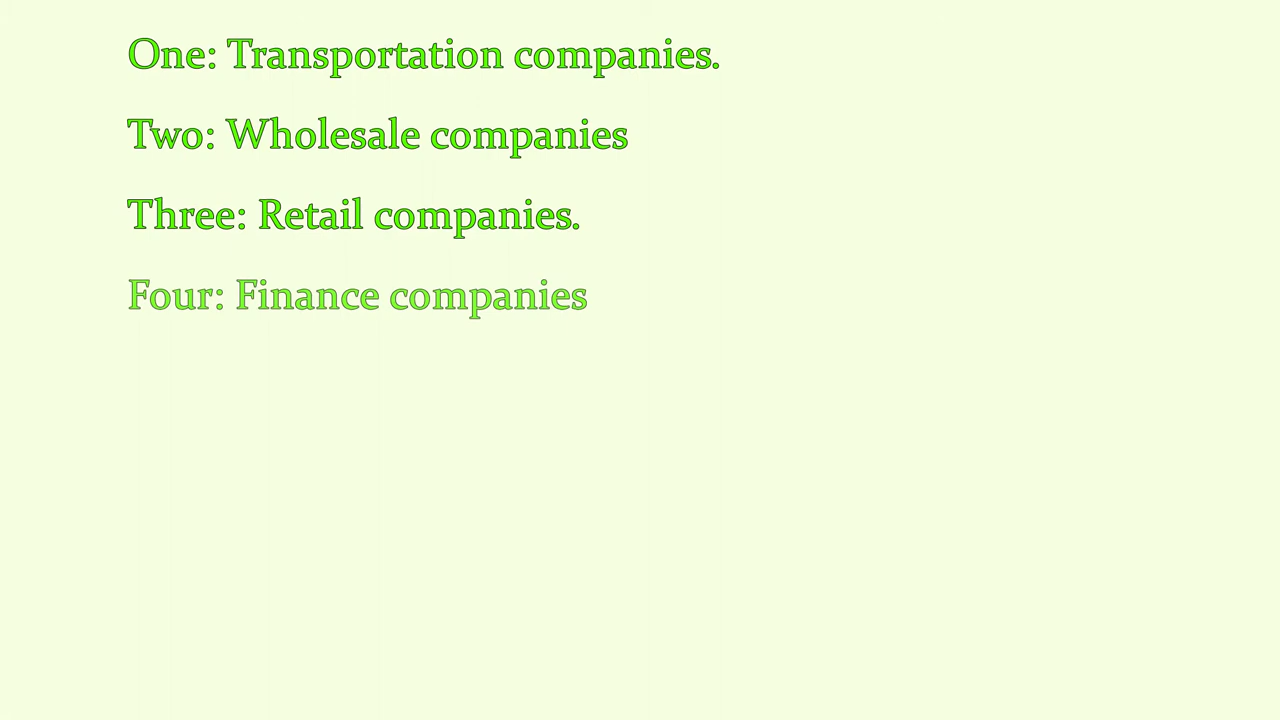 One: Transportation companies.
Two: Wholesale companies
Three: Retail companies.
Four: Finance companies